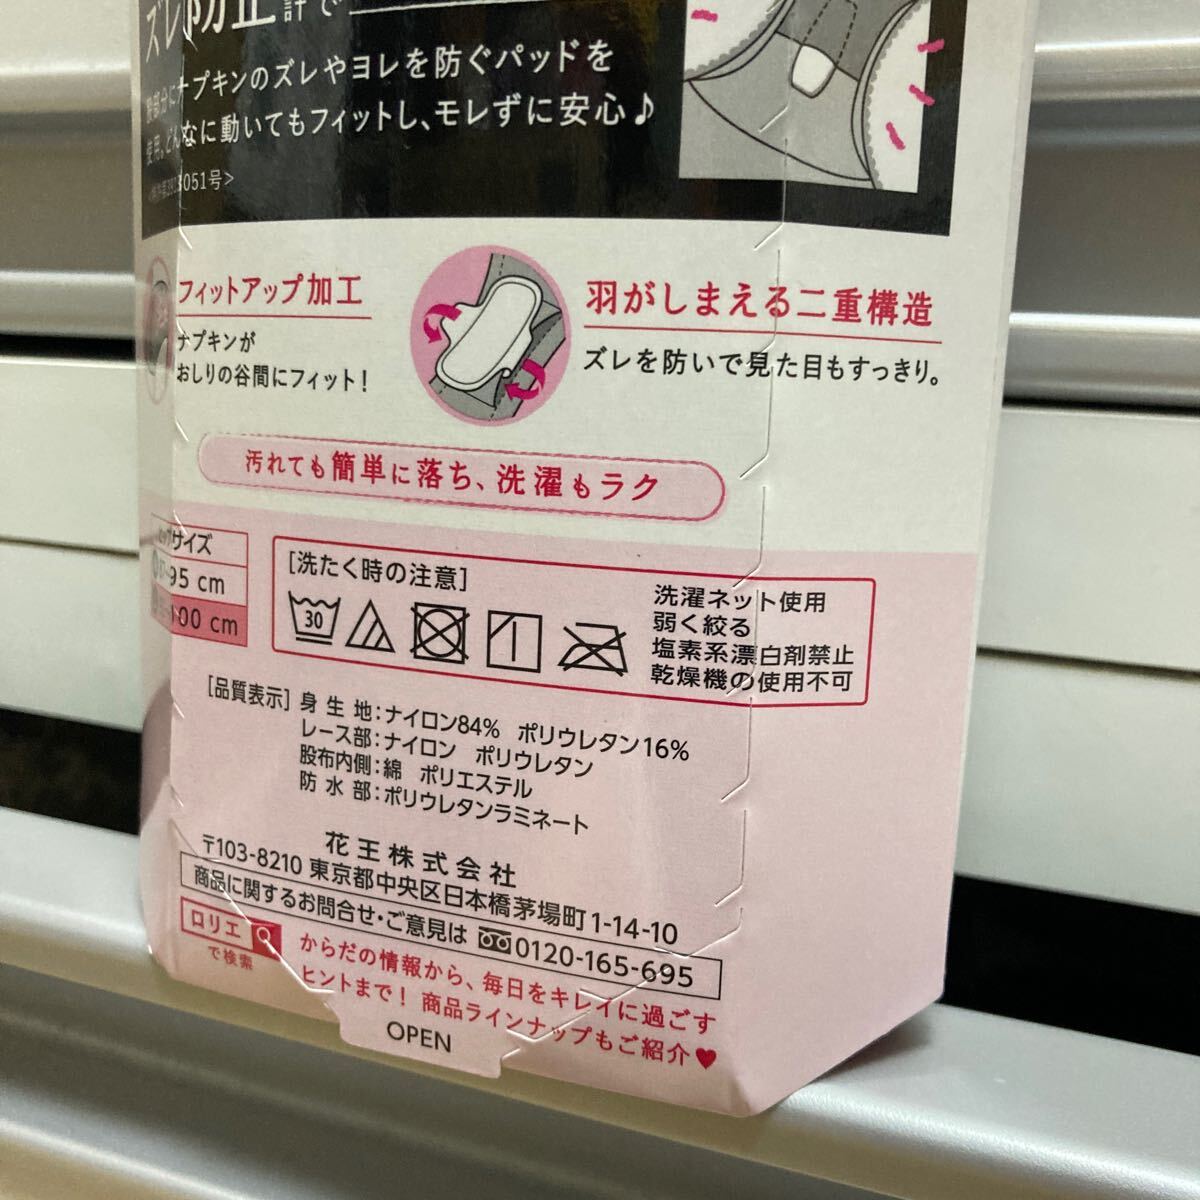 ズレ防止
計で
股部分にナプキンのズレやヨレを防ぐパッドを
使用。どんなに動いてもフィットし、モレずに安心♪
051号>
フィットアップ加工
ナプキンが
おしりの谷間にフィット!
羽がしまえる二重構造
ズレを防いで見た目もすっきり。
汚れても簡単に落ち、洗濯もラク
サイズ
95 cm
00 cm
[洗たく時の注意]
30
洗濯ネット使用
弱く絞る
塩素系漂白剤禁止
乾燥機の使用不可
[品質表示] 身生地:ナイロン84% ポリウレタン16%
レース部:ナイロン ポリウレタン
股布内側:綿 ポリエステル
防水部:ポリウレタンラミネート
花王株式会社
〒103-8210 東京都中央区日本橋茅場町1-14-10
商品に関するお問合せ・ご意見は 0120-165-695
ロリエ
で検索
からだの情報から、毎日をキレイに過ごす
ヒントまで! 商品ラインナップもご紹介♥
OPEN